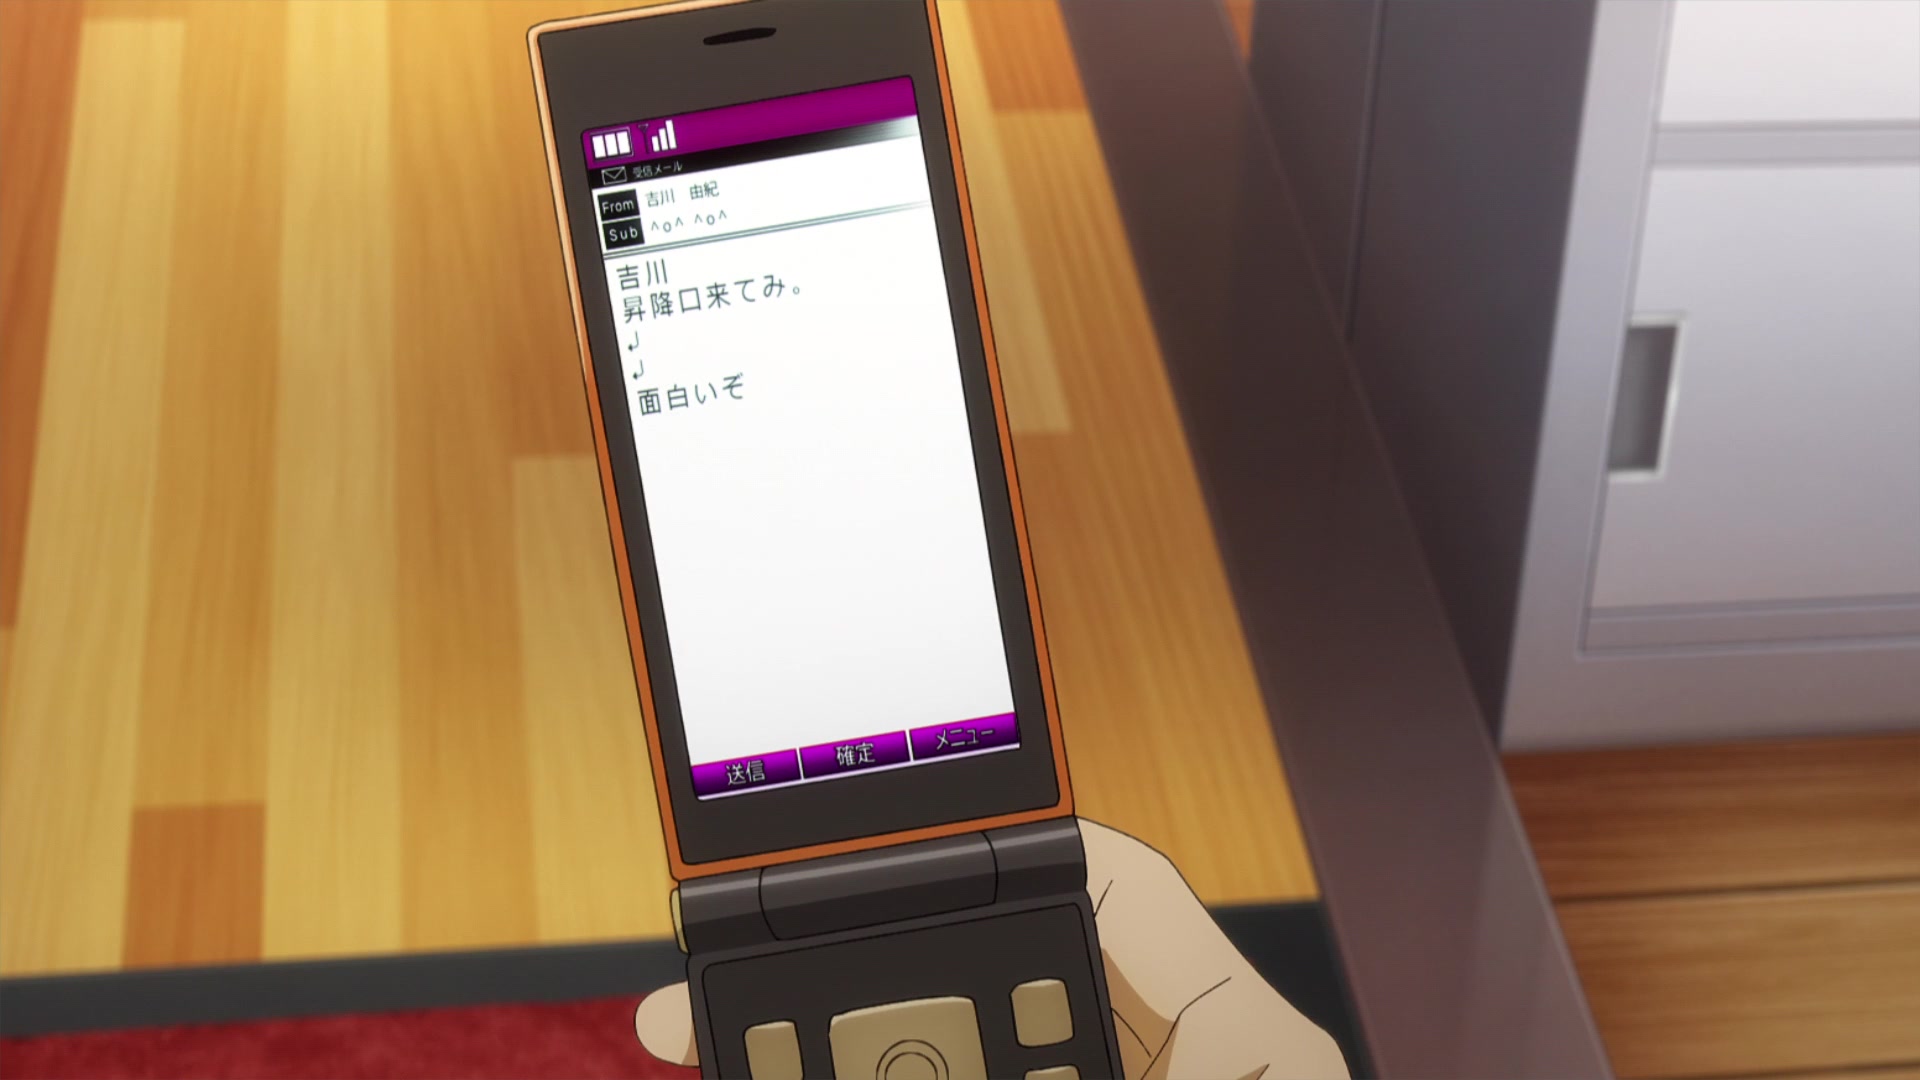 受信メール
From 吉川 由紀
Sub ^o^ ^o^
吉川
昇降口来てみ。
↲
↲
面白いぞ
送信 確定 メニュー